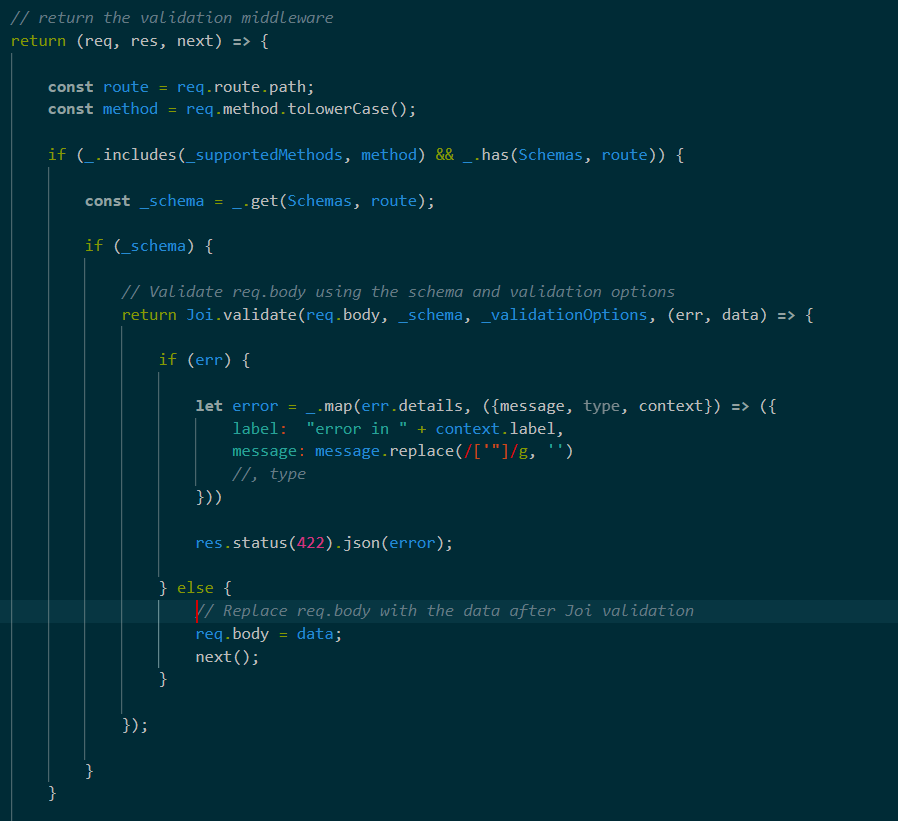 // return the validation middleware
return (req, res, next) => {
const route = req.route.path;
const method = req.method.toLowerCase();
if (_.includes(_supportedMethods, method) && _.has(Schemas, route)) {
const _schema = _.get(Schemas, route);
if (_schema) {
// Validate req.body using the schema and validation options
return Joi.validate(req.body, _schema, _validationOptions, (err, data) => {
if (err) {
let error = _.map(err.details, ({message, type, context}) => ({
label:  "error in " + context.label,
message: message.replace(/['"]/g, '')
//, type
}))
res.status(422).json(error);
} else {
// Replace req.body with the data after Joi validation
req.body = data;
next();
}
});
}
}